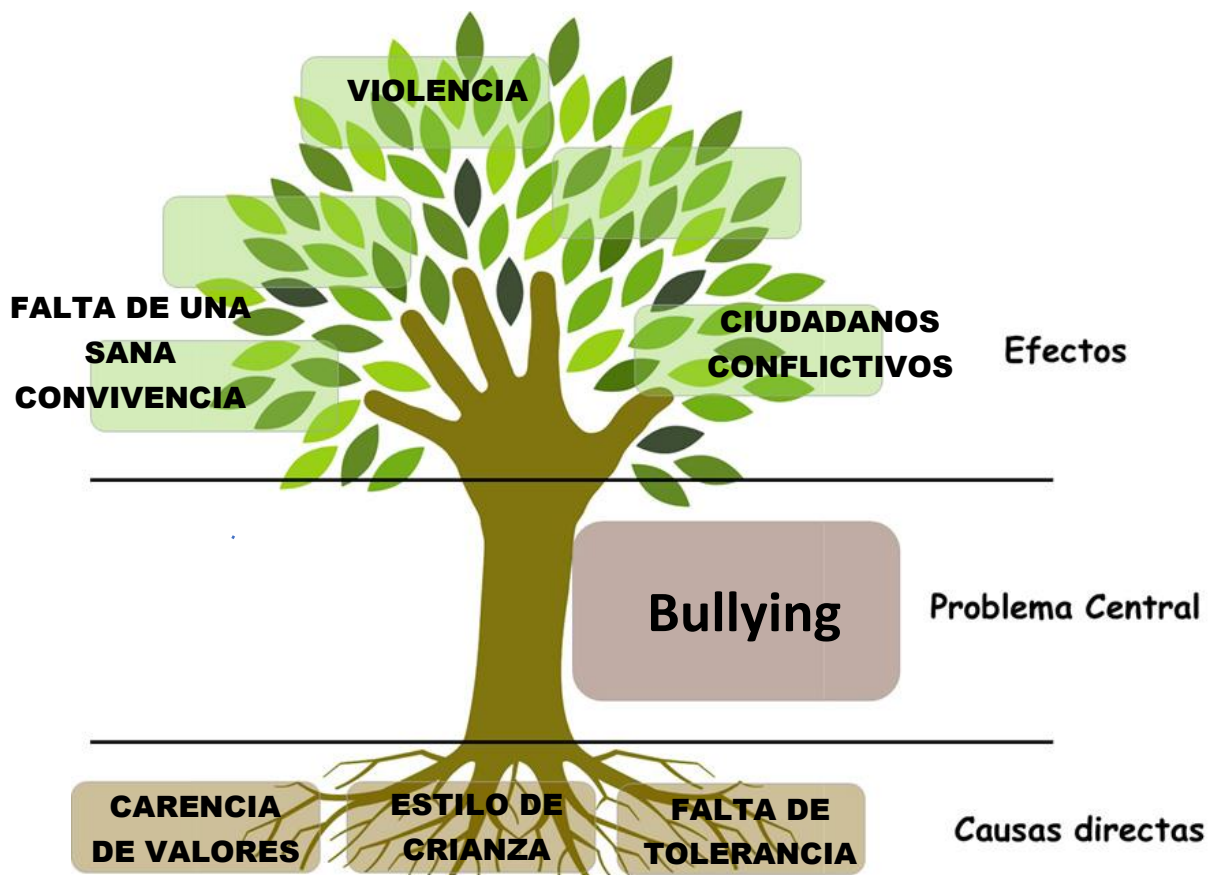 VIOLENCIA
FALTA DE UNA
SANA
CONVIVENCIA
CIUDADANOS
CONFLICTIVOS
Efectos
Bullying
Problema Central
CARENCIA
DE VALORES
ESTILO DE
CRIANZA
FALTA DE
TOLERANCIA
Causas directas